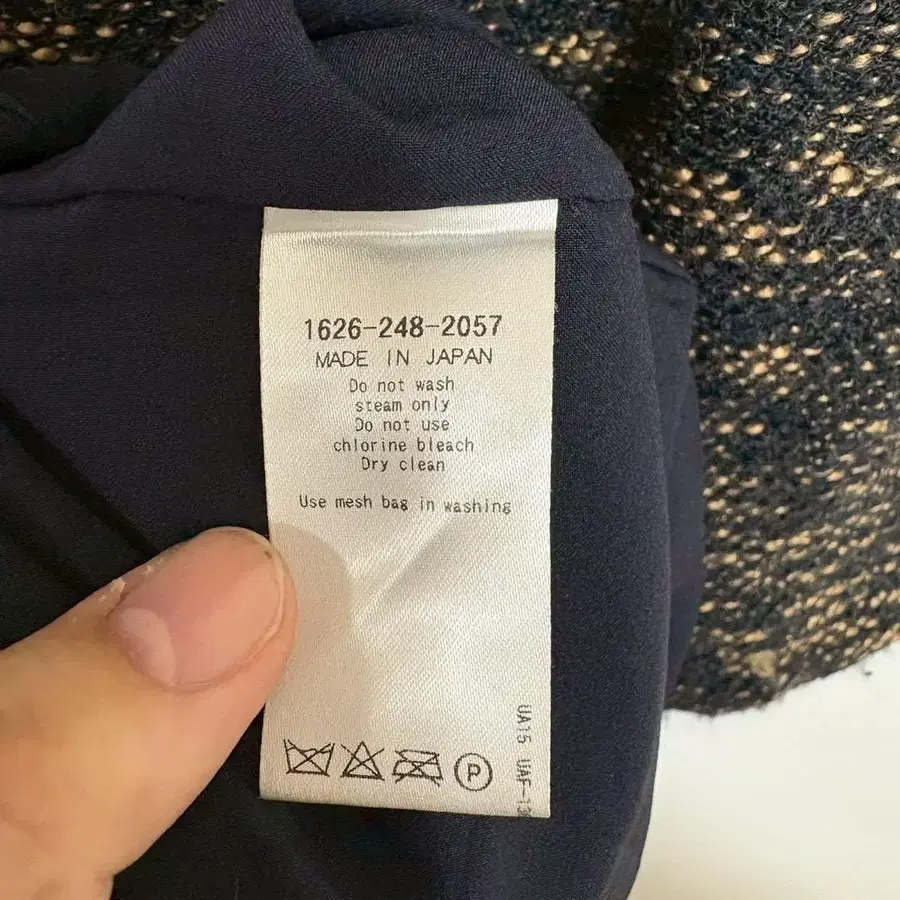 1626-248-2057
MADE IN JAPAN
Do not wash
steam only
Do not use
chlorine bleach
Dry clean
Use mesh bag in washing
P
UA15 UAF-